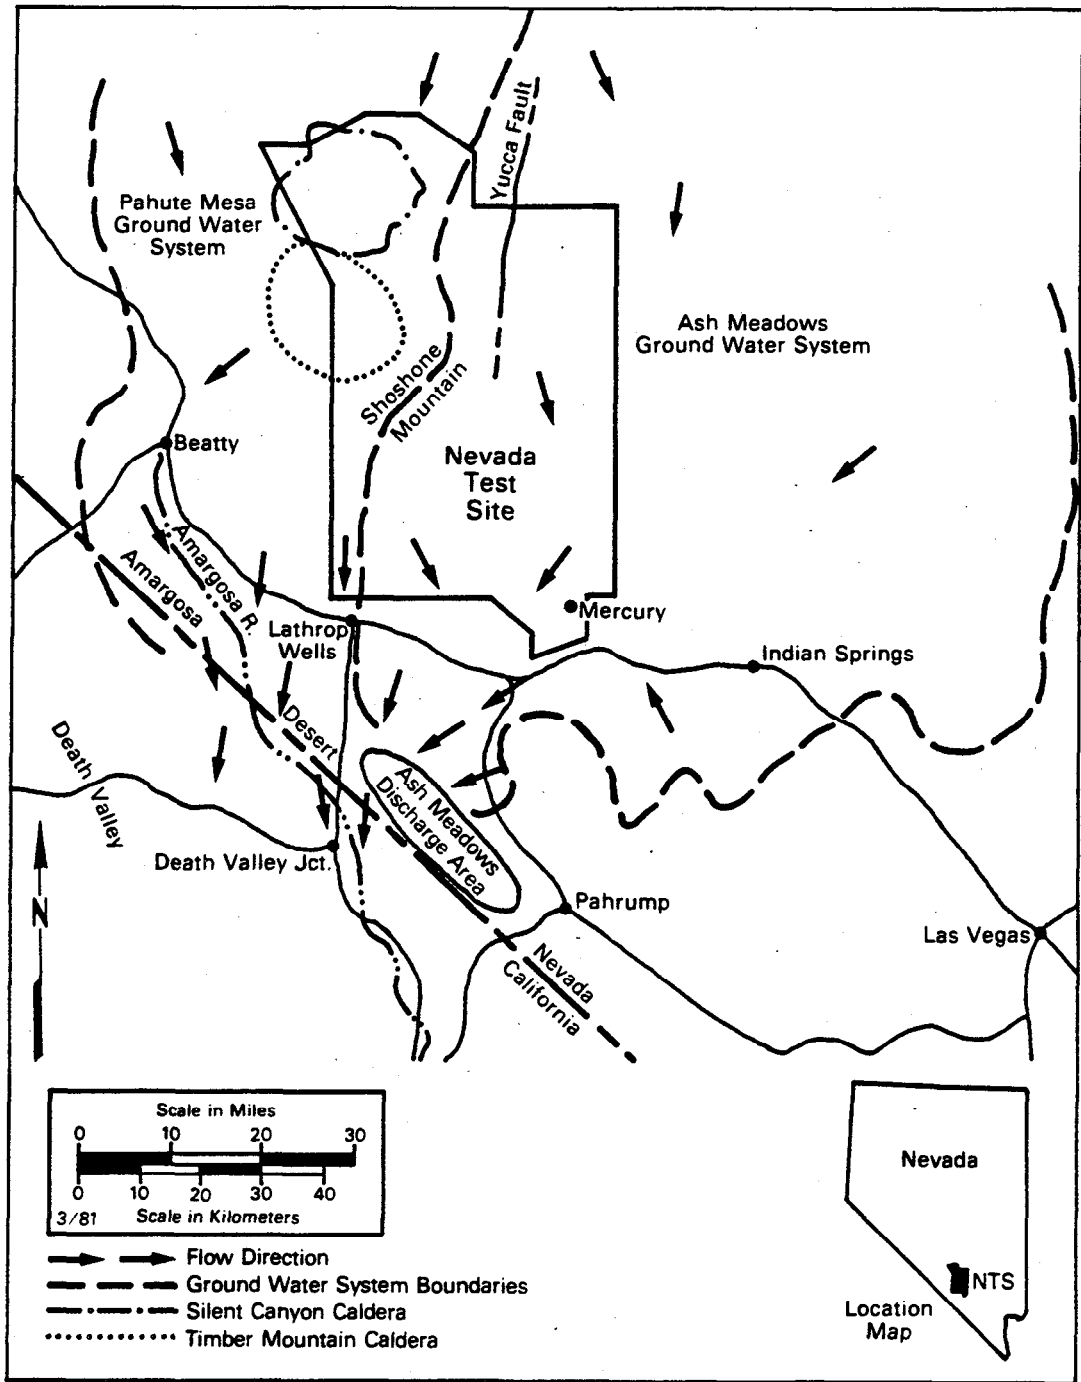 Yucca Fault
Pahute Mesa
Ground Water
System
Ash Meadows
Ground Water System
Shoshone
Mountain
Beatty
Nevada
Test
Site
Amargosa R.
Amargosa
Desert
Mercury
Lathrop
Wells
Indian Springs
Death Valley
Ash Meadows
Discharge Area
Death Valley Jct.
Pahrump
Las Vegas
N
Nevada
California
Scale in Miles
0 10 20 30
0 10 20 30 40
3/81 Scale in Kilometers
Flow Direction
Ground Water System Boundaries
Silent Canyon Caldera
Timber Mountain Caldera
Nevada
NTS
Location
Map